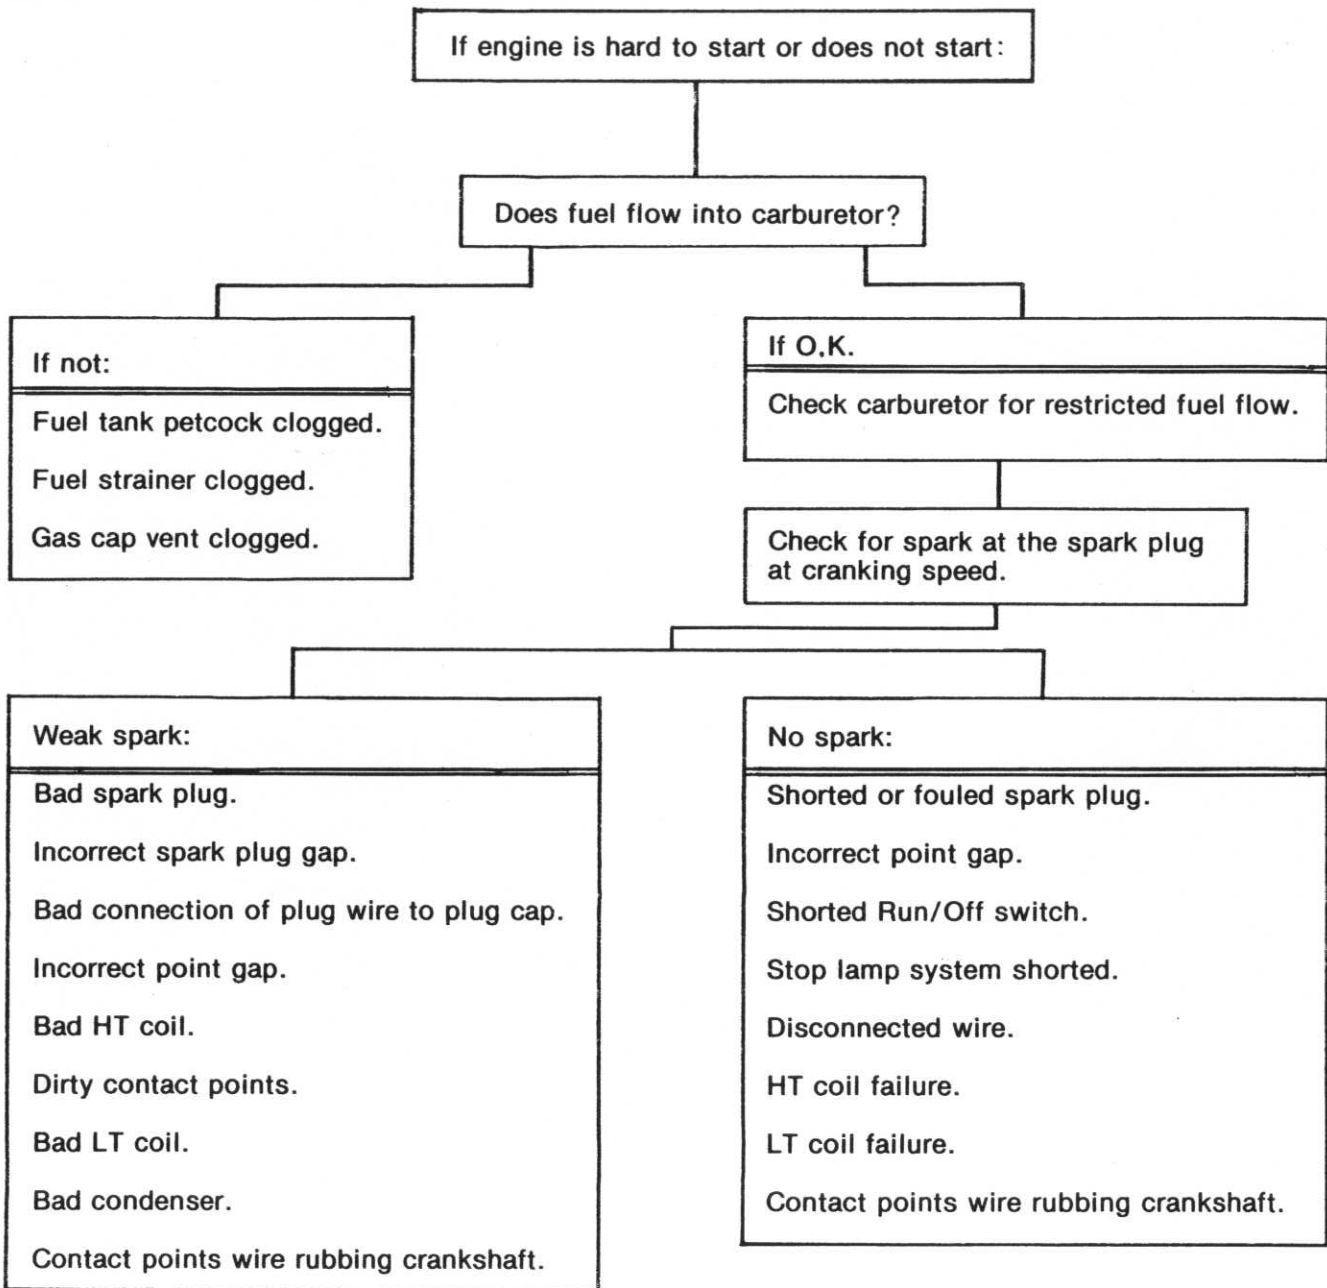 If engine is hard to start or does not start:
Does fuel flow into carburetor?
If not:
Fuel tank petcock clogged.
Fuel strainer clogged.
Gas cap vent clogged.
If O.K.
Check carburetor for restricted fuel flow.
Check for spark at the spark plug
at cranking speed.
Weak spark:
Bad spark plug.
Incorrect spark plug gap.
Bad connection of plug wire to plug cap.
Incorrect point gap.
Bad HT coil.
Dirty contact points.
Bad LT coil.
Bad condenser.
Contact points wire rubbing crankshaft.
No spark:
Shorted or fouled spark plug.
Incorrect point gap.
Shorted Run/Off switch.
Stop lamp system shorted.
Disconnected wire.
HT coil failure.
LT coil failure.
Contact points wire rubbing crankshaft.